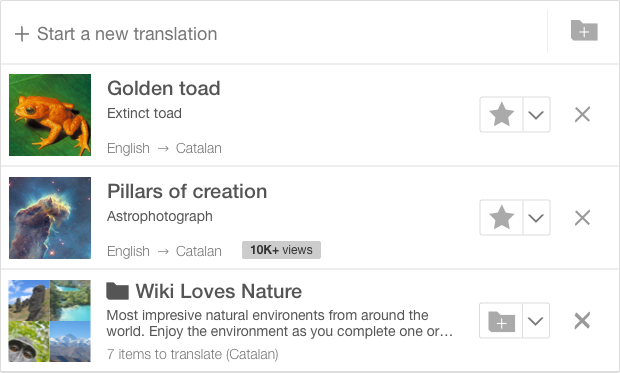 + Start a new translation
Golden toad
Extinct toad
English → Catalan
Pillars of creation
Astrophotograph
English → Catalan 10K+ views
Wiki Loves Nature
Most impresive natural environents from around the
world. Enjoy the environment as you complete one or…
7 items to translate (Catalan)